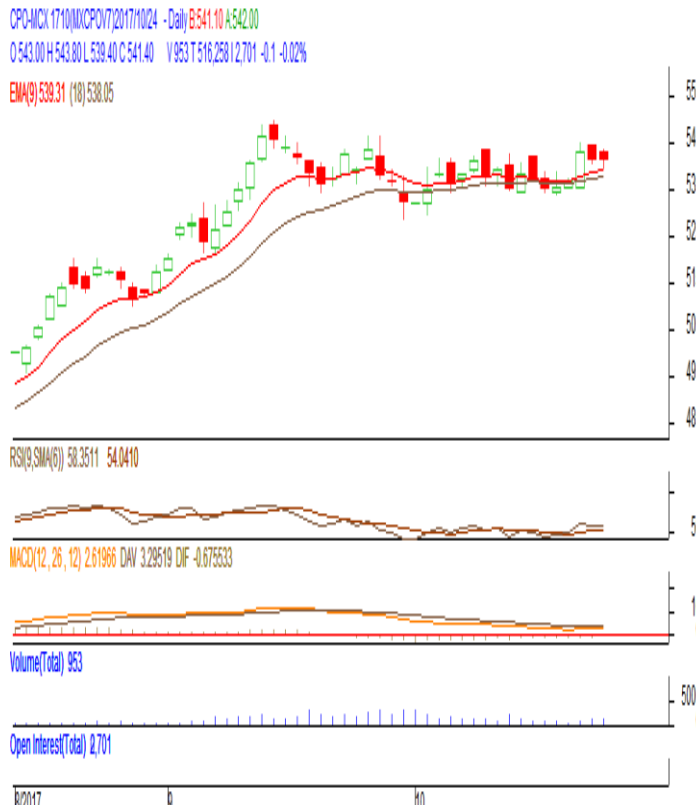 CPO-MCX 1710(MXCPOV7)2017/10/24 - Daily B:541.10 A:542.00
O 543.00 H 543.80 L 539.40 C 541.40 V 953 T 516,258 I 2,701 -0.1 -0.02%
EMA(9) 539.31 (18) 538.05
55
54
53
52
51
50
49
48
RSI(9,SMA(6)) 58.3511 54.0410
5
MACD(12, 26, 12) 2.61966 DAV 3.29519 DIF -0.675533
1
Volume(Total) 953
500
Open Interest(Total) 2,701
8/2017 9 10